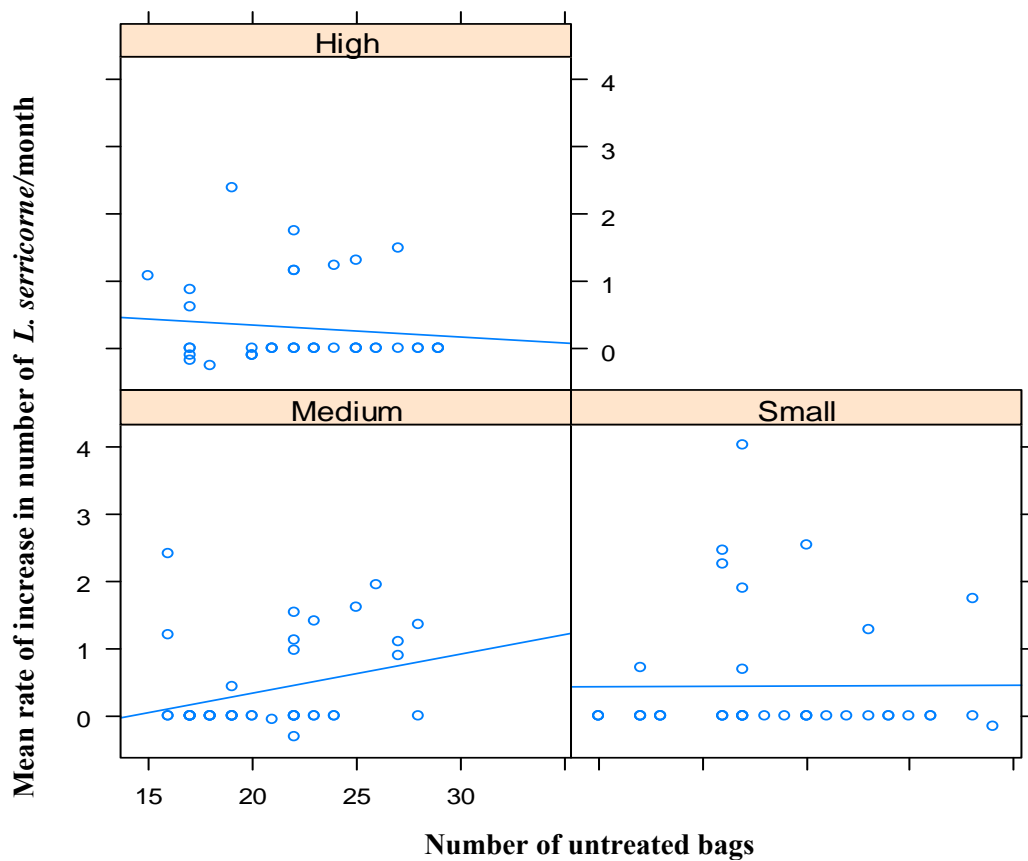 High
4
3
2
1
0
Mean rate of increase in number of L. serricorne/month
Medium
Small
4
3
2
1
0
15
20
25
30
Number of untreated bags